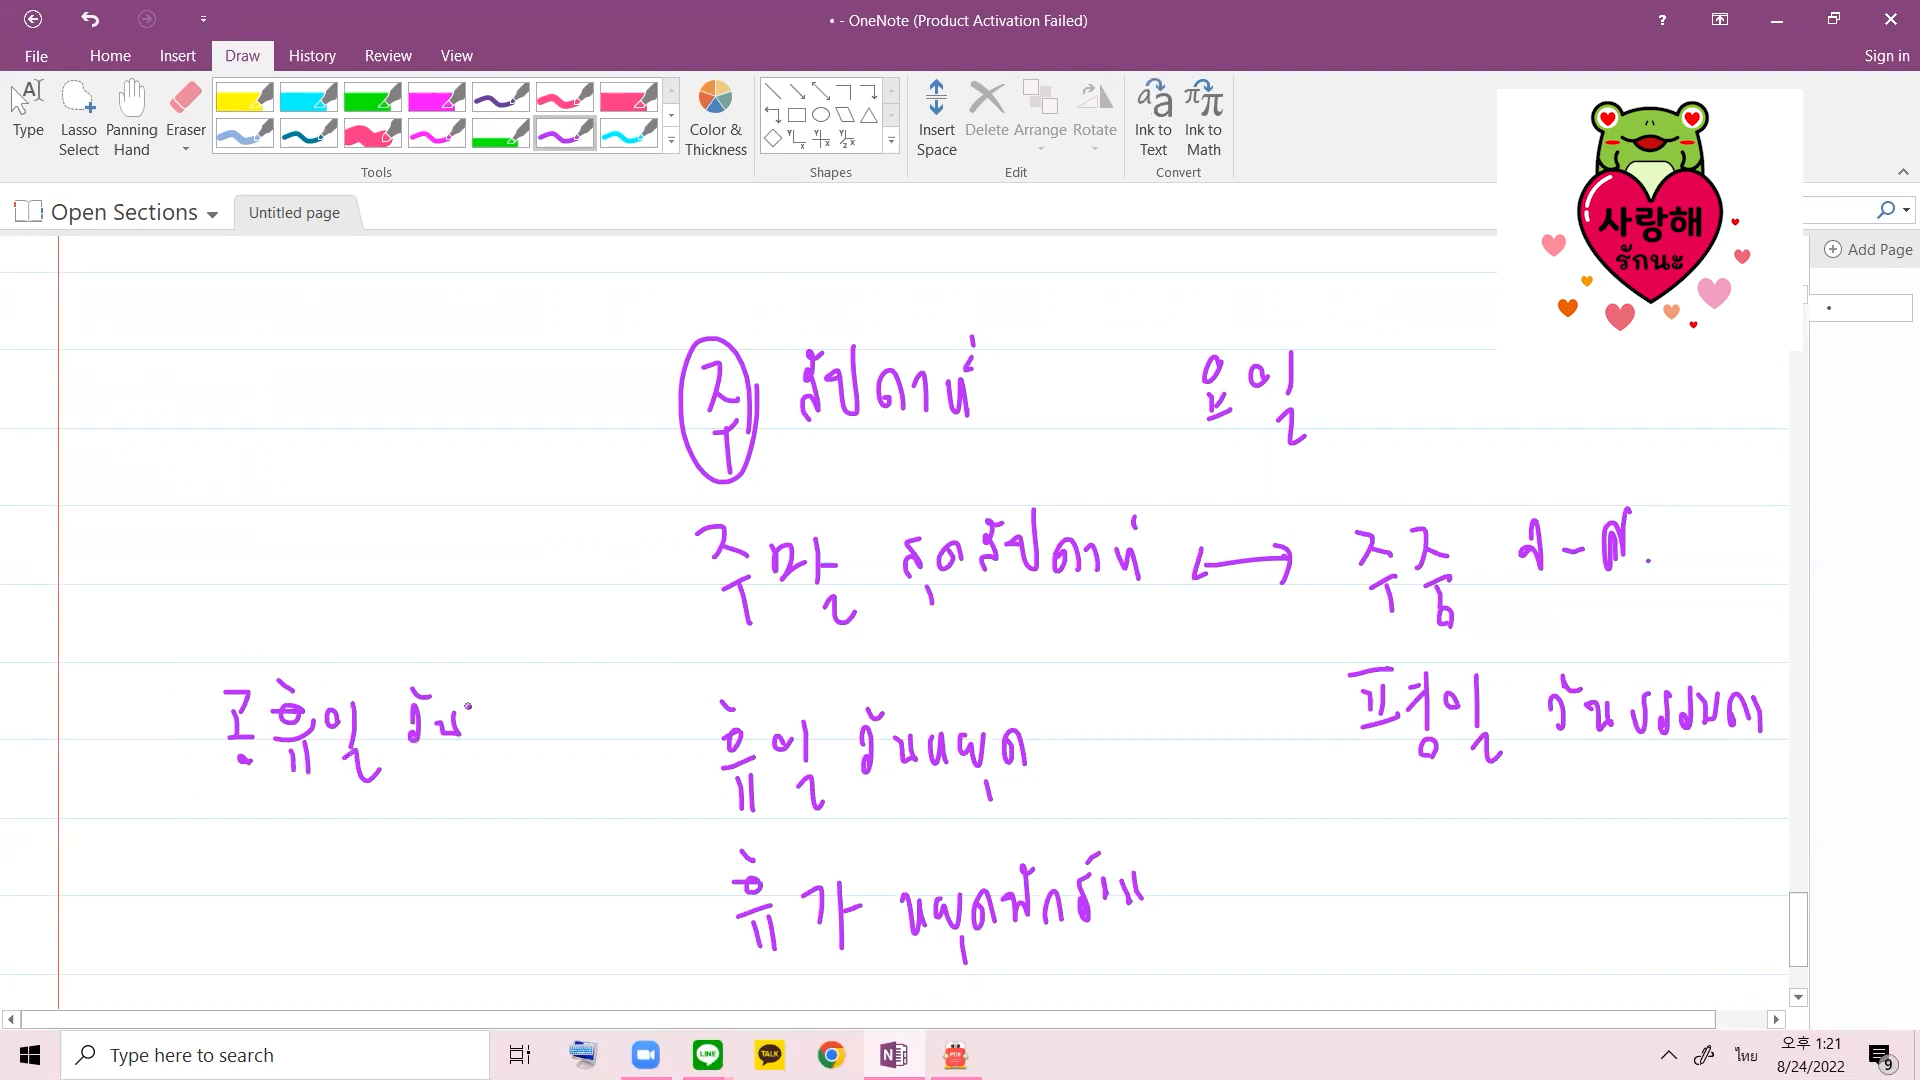 • - OneNote (Product Activation Failed)
?
File Home Insert Draw History Review View
Sign in
Type
Lasso Select
Panning Hand
Eraser
Color & Thickness
Insert Space
Delete
Arrange
Rotate
Ink to Text
Ink to Math
Tools
Shapes
Edit
Convert
사랑해
รักนะ
Open Sections
Untitled page
Add Page
주 สัปดาห์ 요일
주말 สุดสัปดาห์ ↔ 주중 จ-ศ.
공휴일 วัน
휴일 วันหยุด
평일 วันธรรมดา
휴가 หยุดพักร้อน
Type here to search
TALK
PDF
ไทย
오후 1:21
8/24/2022
9